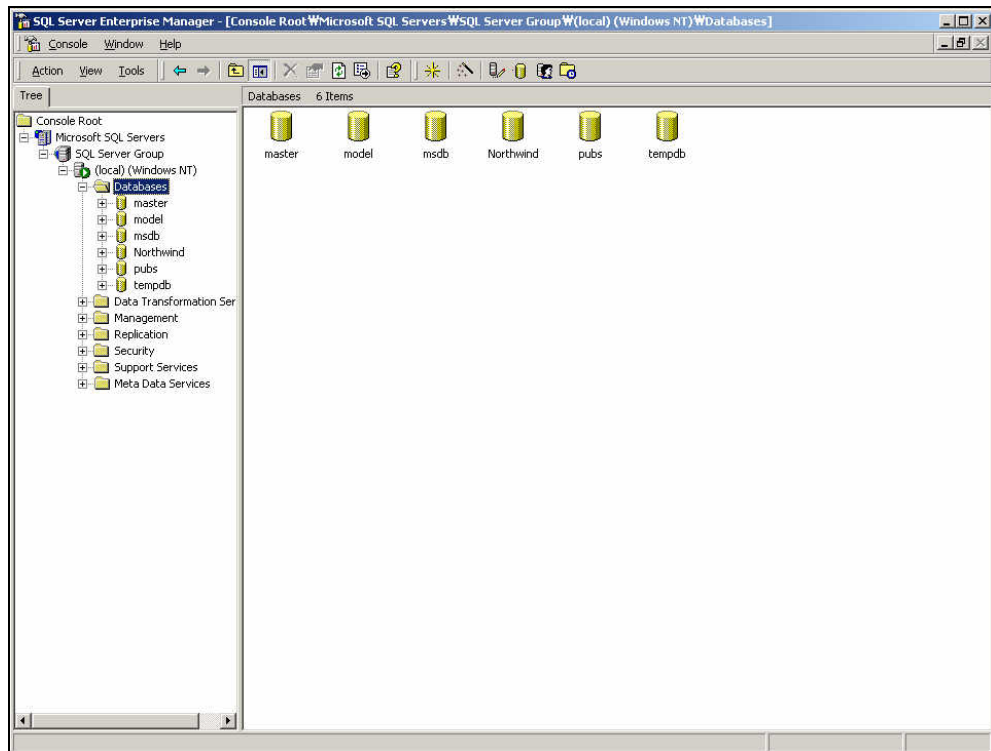 SQL Server Enterprise Manager - [Console Root₩Microsoft SQL Servers₩SQL Server Group₩(local) (Windows NT)₩Databases]
Console Window Help
Action View Tools
Tree
Databases 6 Items
Console Root
Microsoft SQL Servers
SQL Server Group
(local) (Windows NT)
Databases
master
model
msdb
Northwind
pubs
tempdb
Data Transformation Ser
Management
Replication
Security
Support Services
Meta Data Services
master model msdb Northwind pubs tempdb